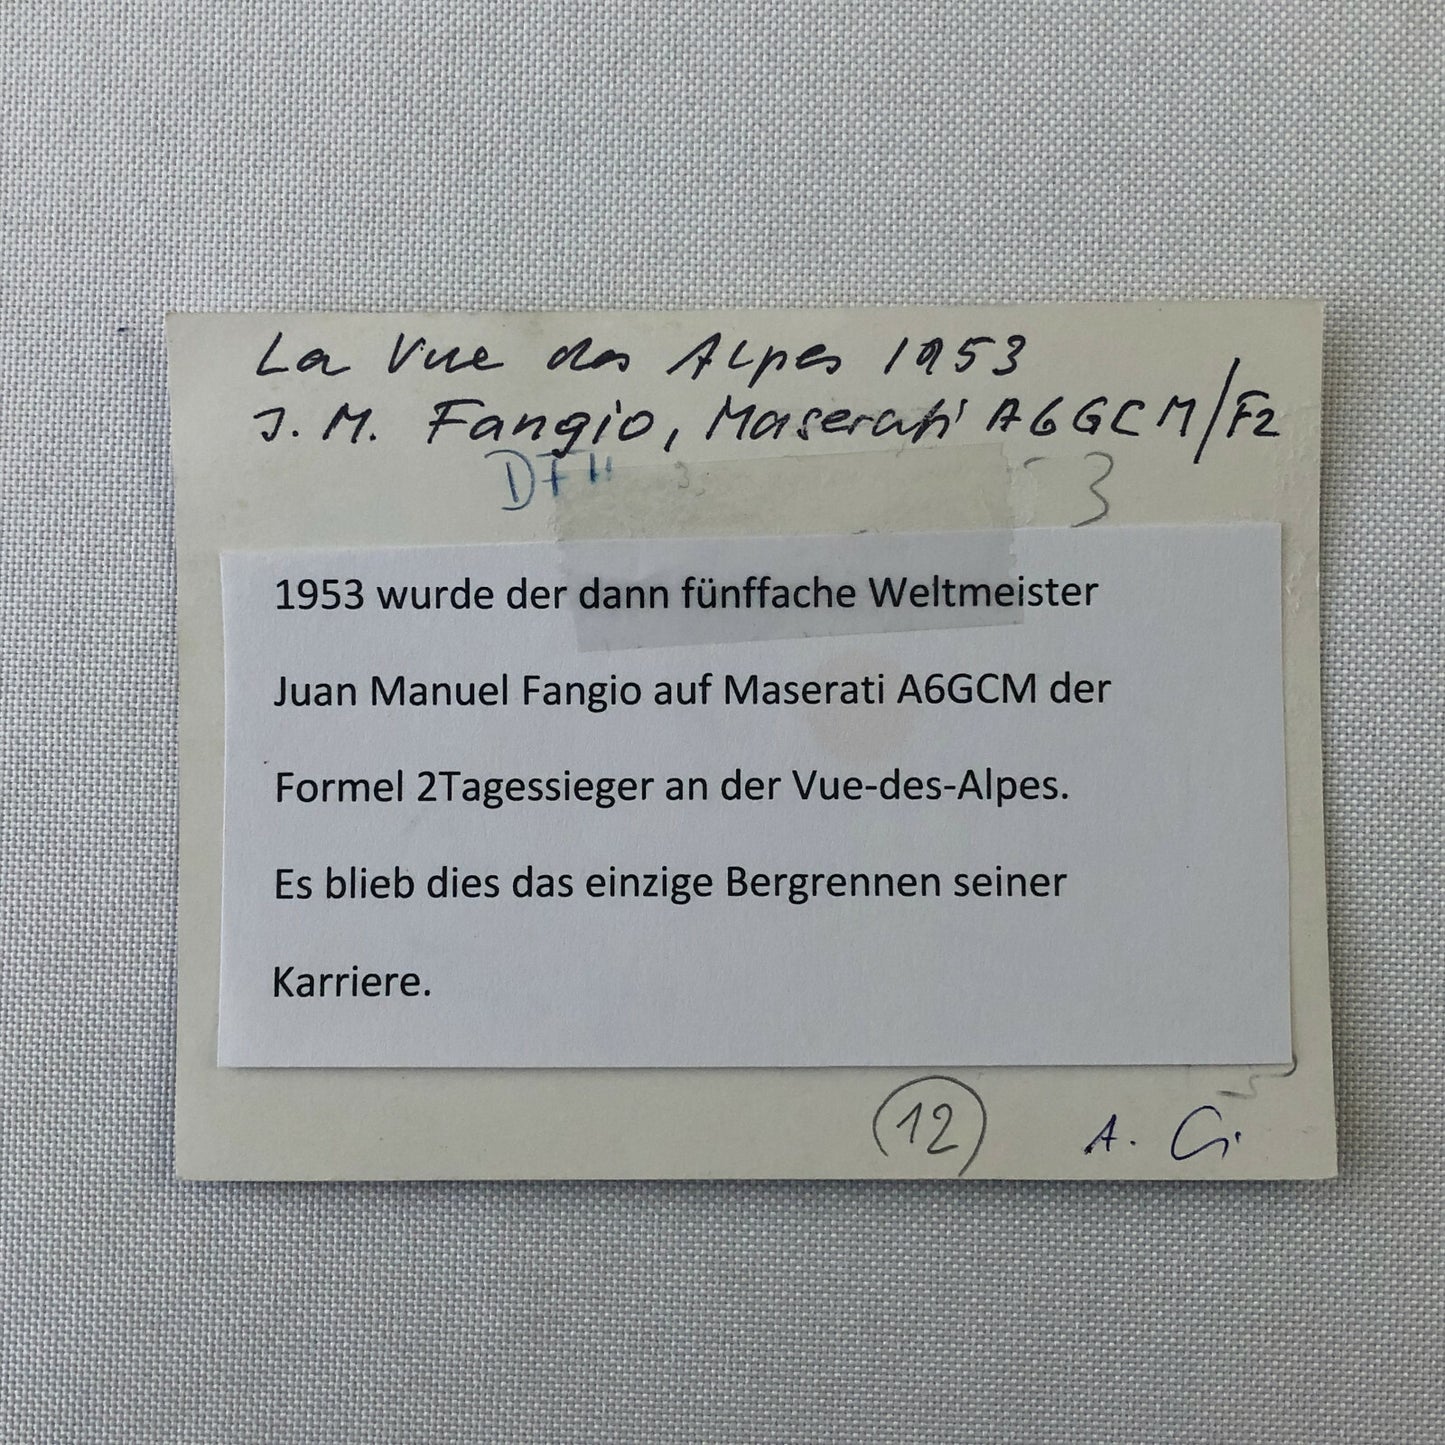 La Vue des Alpes 1953
J. M. Fangio, Maserati A6GCM/F2
3
1953 wurde der dann fünffache Weltmeister
Juan Manuel Fangio auf Maserati A6GCM der
Formel 2Tagessieger an der Vue-des-Alpes.
Es blieb dies das einzige Bergrennen seiner
Karriere.
12 A.